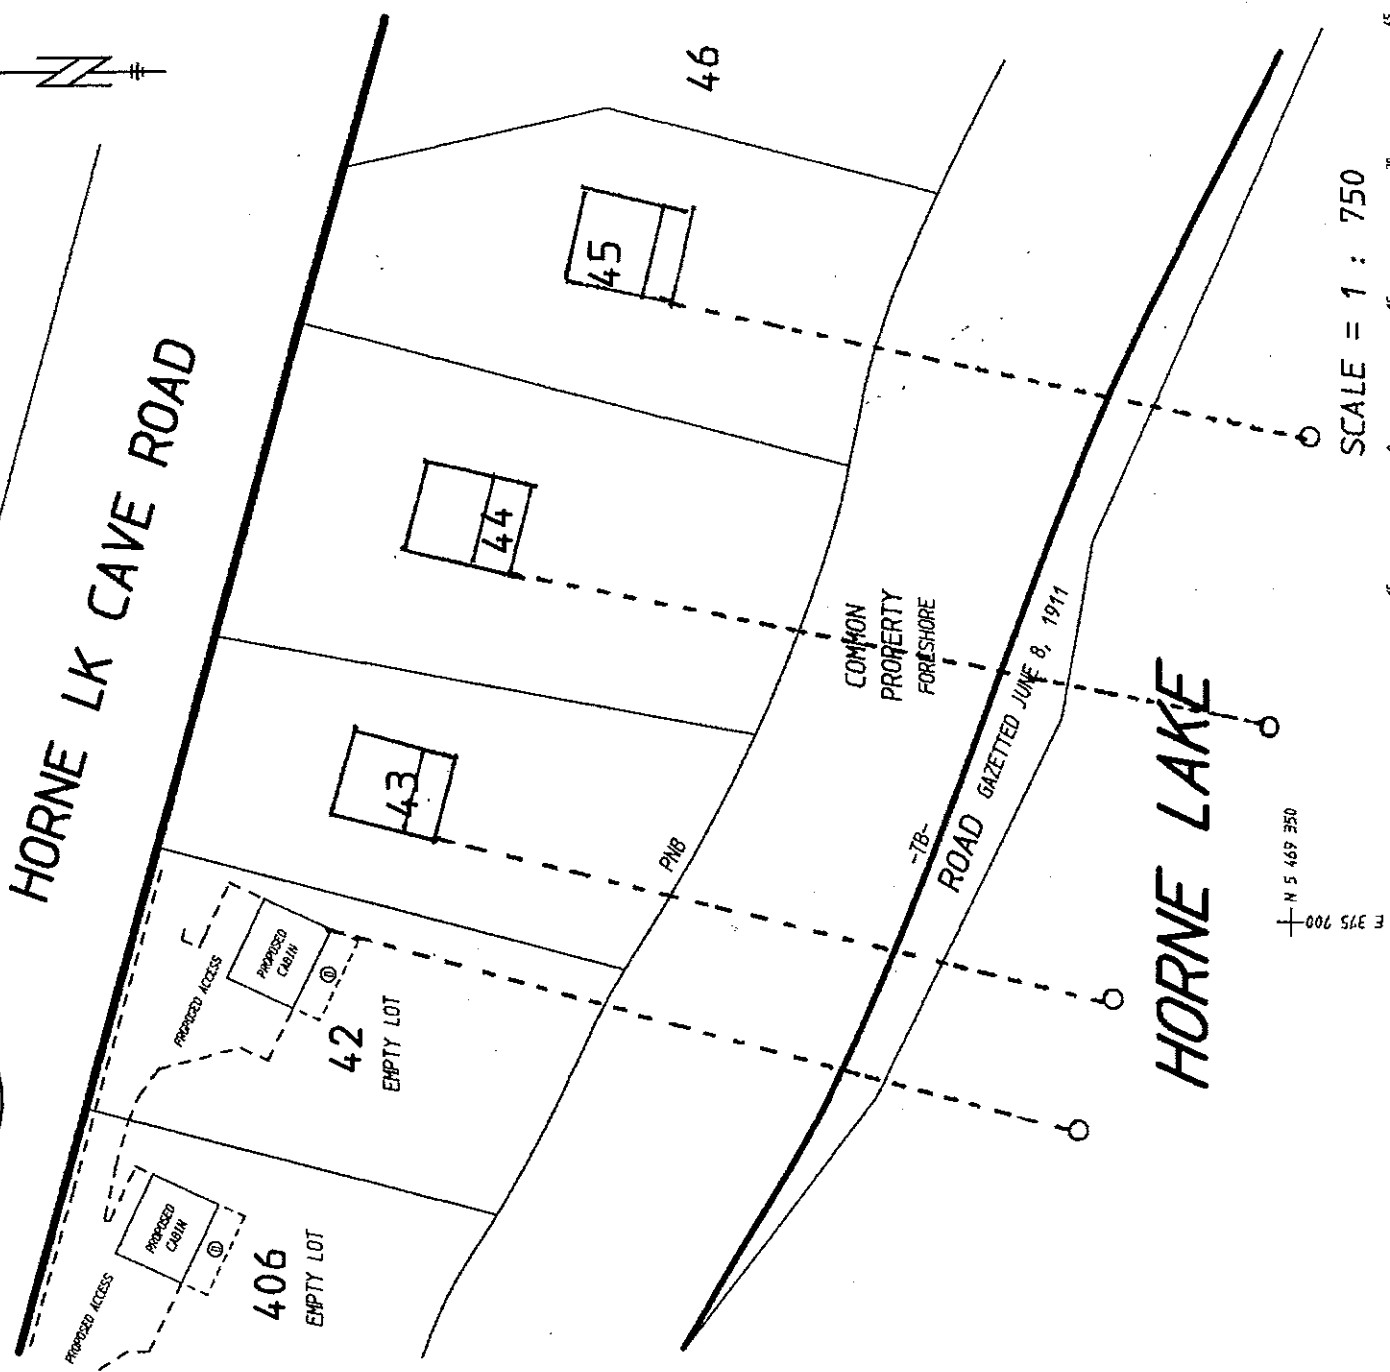 HORNE LK CAVE ROAD
46
45
44
43
PROPOSED
CABIN
D
PROPOSED ACCESS
42
EMPTY LOT
PROPOSED
CABIN
D
PROPOSED ACCESS
406
EMPTY LOT
PNB
COMMON
PROPERTY
FORESHORE
-TB-
ROAD GAZETTED JUNE 8, 1911
HORNE LAKE
N 5 469 350
E 375 700
SCALE = 1 : 750